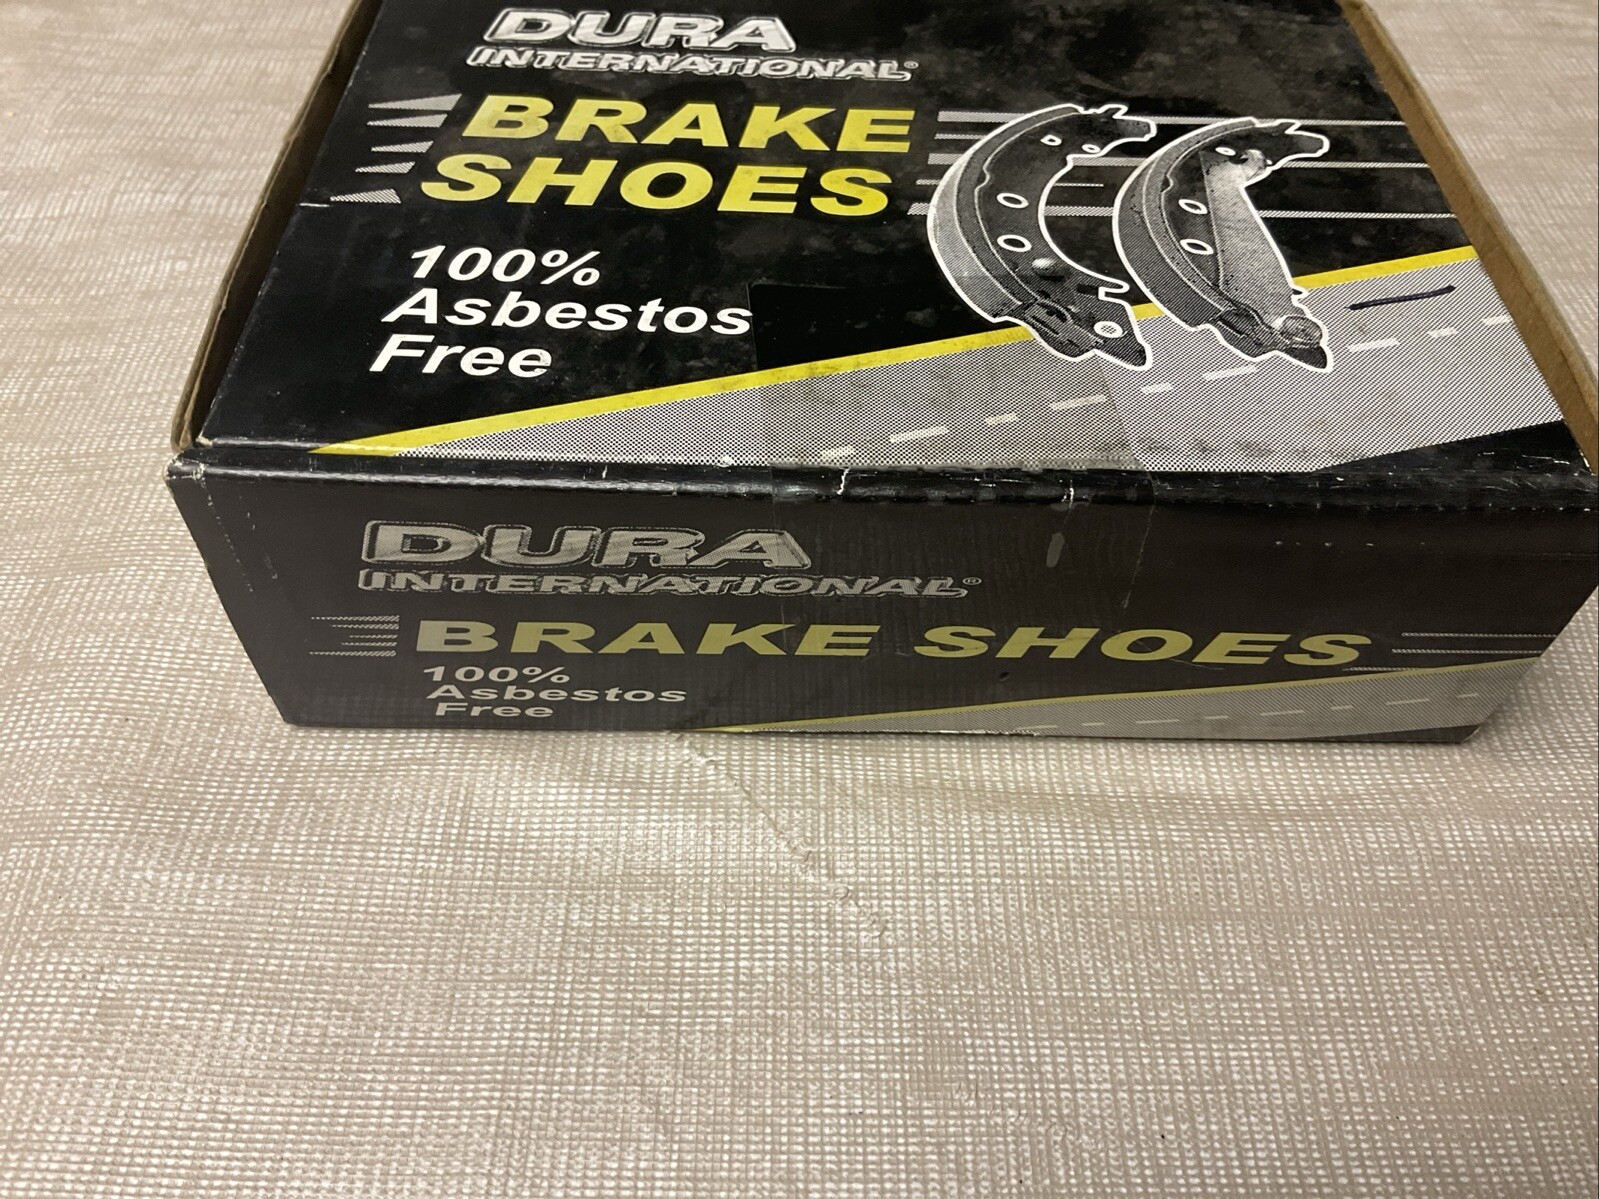 DURA
INTERNATIONAL®
BRAKE
SHOES
100%
Asbestos
Free
DURA
INTERNATIONAL®
BRAKE SHOES
100%
Asbestos
Free